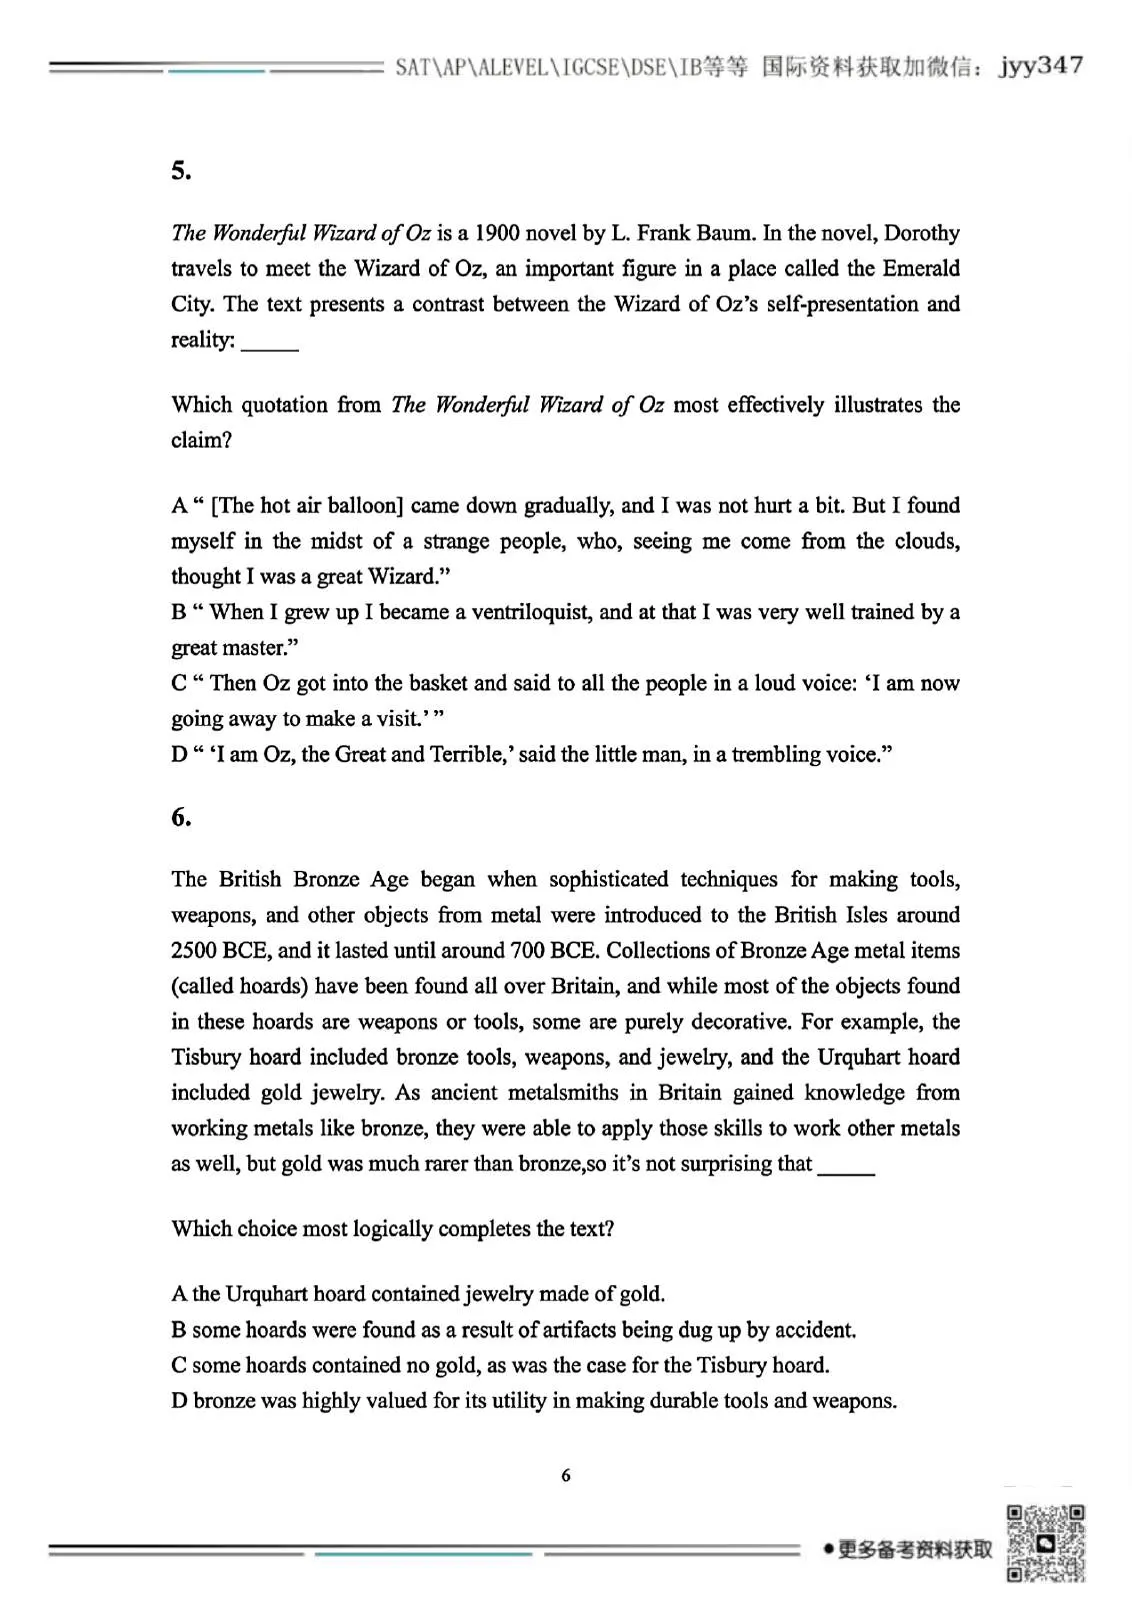 SAT\AP\ALEVEL\IGCSE\DSE\IB等等 国际资料获取加微信：jyy347
5.
The Wonderful Wizard of Oz is a 1900 novel by L. Frank Baum. In the novel, Dorothy
travels to meet the Wizard of Oz, an important figure in a place called the Emerald
City. The text presents a contrast between the Wizard of Oz’s self-presentation and
reality: _____
Which quotation from The Wonderful Wizard of Oz most effectively illustrates the
claim?
A “ [The hot air balloon] came down gradually, and I was not hurt a bit. But I found
myself in the midst of a strange people, who, seeing me come from the clouds,
thought I was a great Wizard.”
B “ When I grew up I became a ventriloquist, and at that I was very well trained by a
great master.”
C “ Then Oz got into the basket and said to all the people in a loud voice: ‘I am now
going away to make a visit.’ ”
D “ ‘I am Oz, the Great and Terrible,’ said the little man, in a trembling voice.”
6.
The British Bronze Age began when sophisticated techniques for making tools,
weapons, and other objects from metal were introduced to the British Isles around
2500 BCE, and it lasted until around 700 BCE. Collections of Bronze Age metal items
(called hoards) have been found all over Britain, and while most of the objects found
in these hoards are weapons or tools, some are purely decorative. For example, the
Tisbury hoard included bronze tools, weapons, and jewelry, and the Urquhart hoard
included gold jewelry. As ancient metalsmiths in Britain gained knowledge from
working metals like bronze, they were able to apply those skills to work other metals
as well, but gold was much rarer than bronze,so it’s not surprising that _____
Which choice most logically completes the text?
A the Urquhart hoard contained jewelry made of gold.
B some hoards were found as a result of artifacts being dug up by accident.
C some hoards contained no gold, as was the case for the Tisbury hoard.
D bronze was highly valued for its utility in making durable tools and weapons.
6
●更多备考资料获取